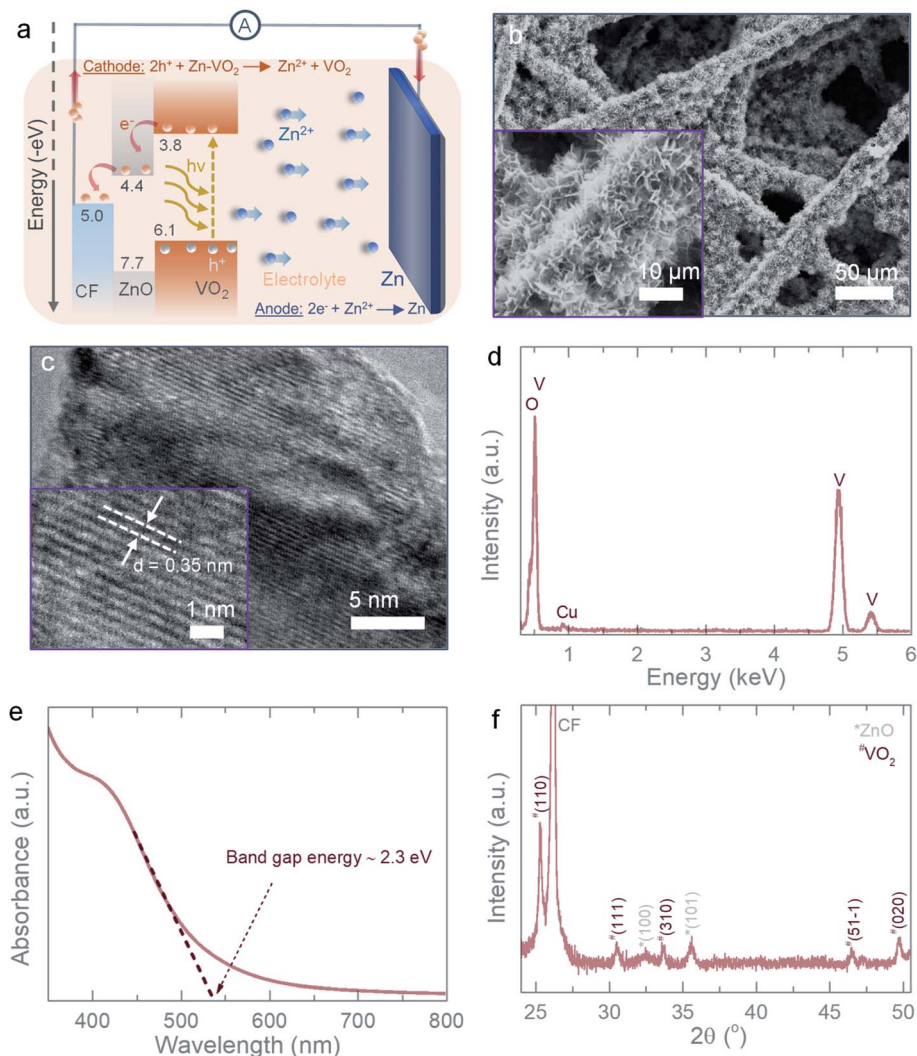 a
A
Cathode: 2h⁺ + Zn-VO₂ → Zn²⁺ + VO₂
Energy (-eV)
e⁻
3.8
4.4
5.0
hν
Zn²⁺
6.1
7.7
h⁺
CF
ZnO
VO₂
Electrolyte
Zn
Anode: 2e⁻ + Zn²⁺ → Zn
b
10 μm
50 μm
c
d = 0.35 nm
1 nm
5 nm
d
V
O
Cu
V
V
Intensity (a.u.)
1 2 3 4 5 6
Energy (keV)
e
Absorbance (a.u.)
Band gap energy ~ 2.3 eV
400 500 600 700 800
Wavelength (nm)
f
CF
*ZnO
#VO₂
Intensity (a.u.)
#(110)
#(111)
*(100)
#(310)
*(101)
#(51-1)
#(020)
25 30 35 40 45 50
2θ (°)